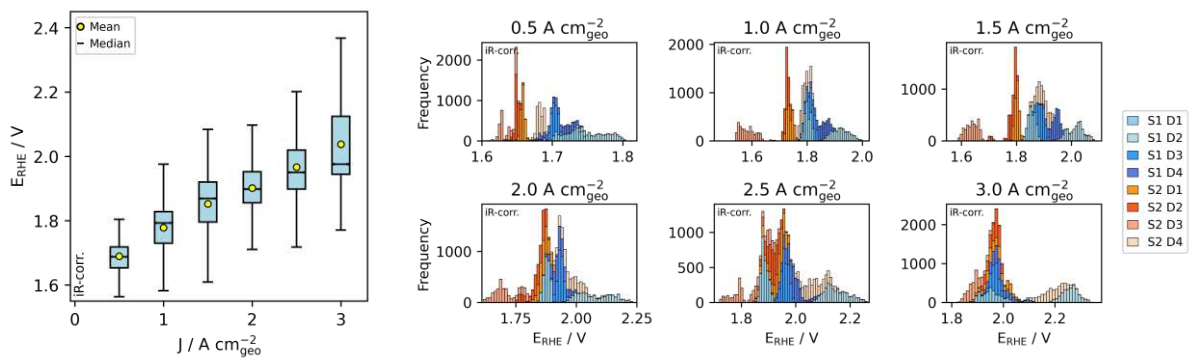 2.4
2.2
2.0
1.8
1.6
E_RHE / V
Mean
Median
iR-corr.
0 1 2 3
J / A cm⁻²_geo
0.5 A cm⁻²_geo
iR-corr.
2000
1000
0
Frequency
1.6 1.7 1.8
1.0 A cm⁻²_geo
iR-corr.
2000
1000
0
1.6 1.8 2.0
1.5 A cm⁻²_geo
iR-corr.
1000
0
1.6 1.8 2.0
2.0 A cm⁻²_geo
iR-corr.
1000
0
Frequency
1.75 2.00 2.25
E_RHE / V
2.5 A cm⁻²_geo
iR-corr.
1500
1000
500
0
1.8 2.0 2.2
E_RHE / V
3.0 A cm⁻²_geo
iR-corr.
2000
1000
0
1.8 2.0 2.2
E_RHE / V
S1 D1
S1 D2
S1 D3
S1 D4
S2 D1
S2 D2
S2 D3
S2 D4